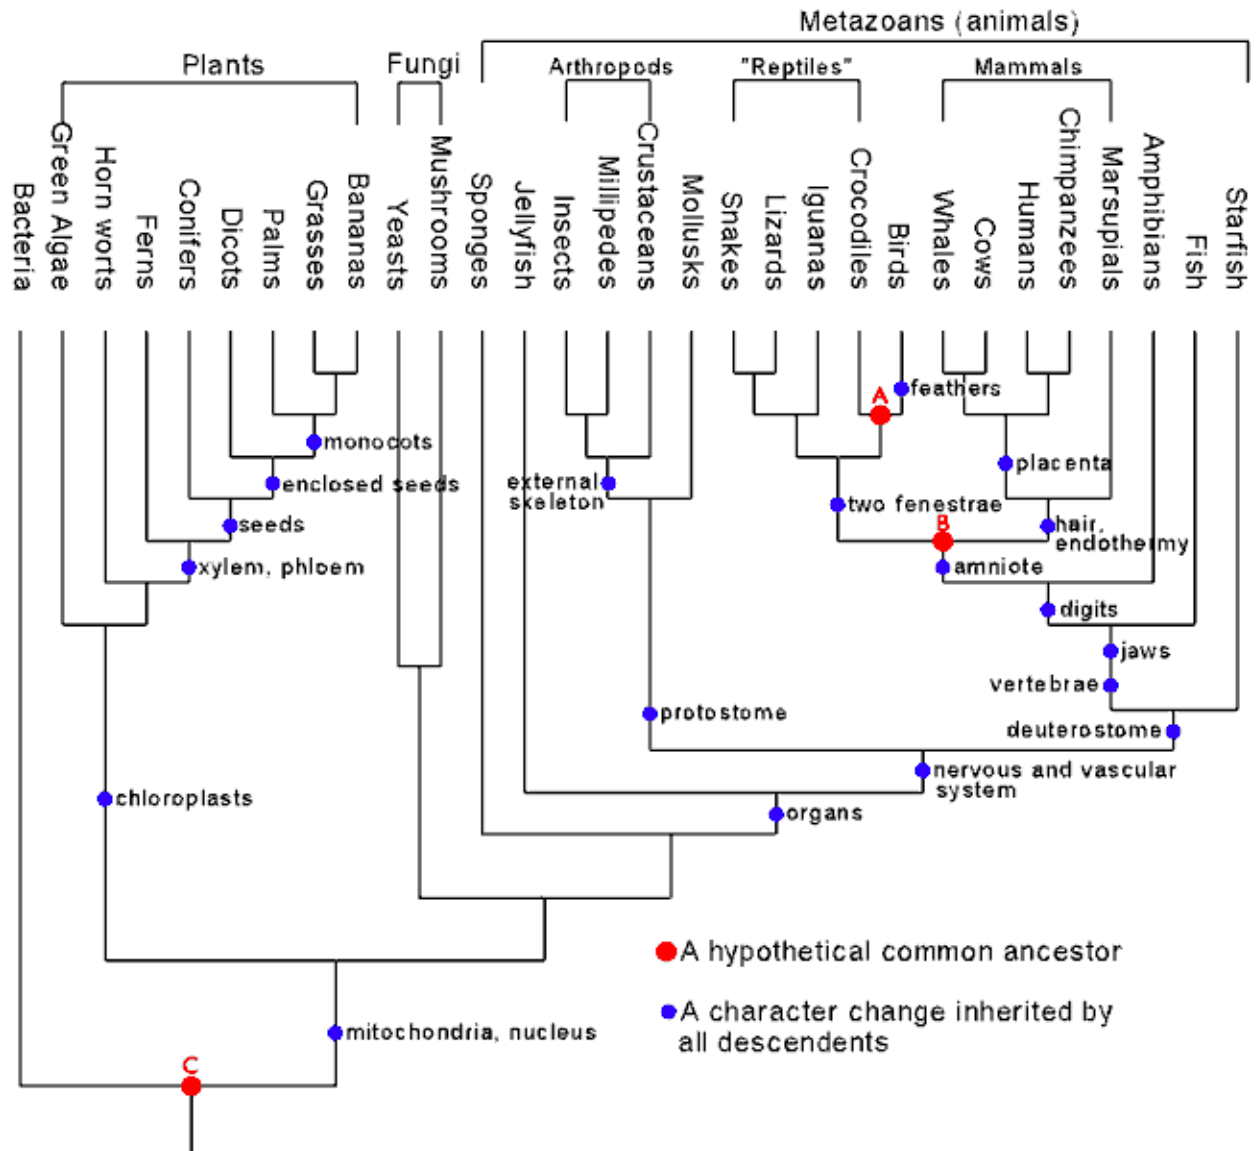 Metazoans (animals)
Plants
Fungi
Arthropods
"Reptiles"
Mammals
Bacteria
Green Algae
Horn worts
Ferns
Conifers
Dicots
Palms
Grasses
Bananas
Yeasts
Mushrooms
Sponges
Jellyfish
Insects
Millipedes
Crustaceans
Mollusks
Snakes
Lizards
Iguanas
Crocodiles
Birds
Whales
Cows
Humans
Chimpanzees
Marsupials
Amphibians
Fish
Starfish
A
feathers
monocots
placenta
enclosed seeds
external
skeleton
two fenestrae
seeds
B
hair,
endothermy
xylem, phloem
amniote
digits
jaws
vertebrae
protostome
deuterostome
nervous and vascular
system
chloroplasts
organs
A hypothetical common ancestor
A character change inherited by
all descendents
mitochondria, nucleus
C